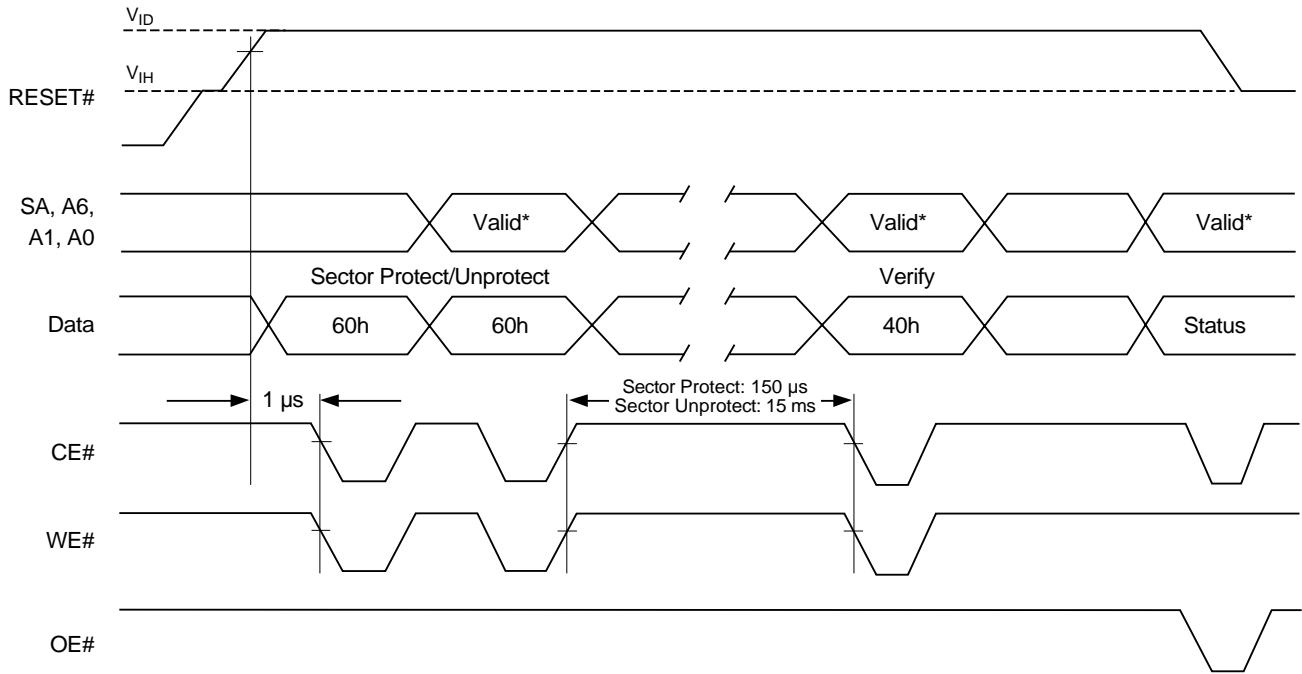 VID
VIH
RESET#
SA, A6,
A1, A0
Valid*
Valid*
Valid*
Sector Protect/Unprotect
Verify
Data
60h
60h
40h
Status
1 µs
Sector Protect: 150 µs
Sector Unprotect: 15 ms
CE#
WE#
OE#